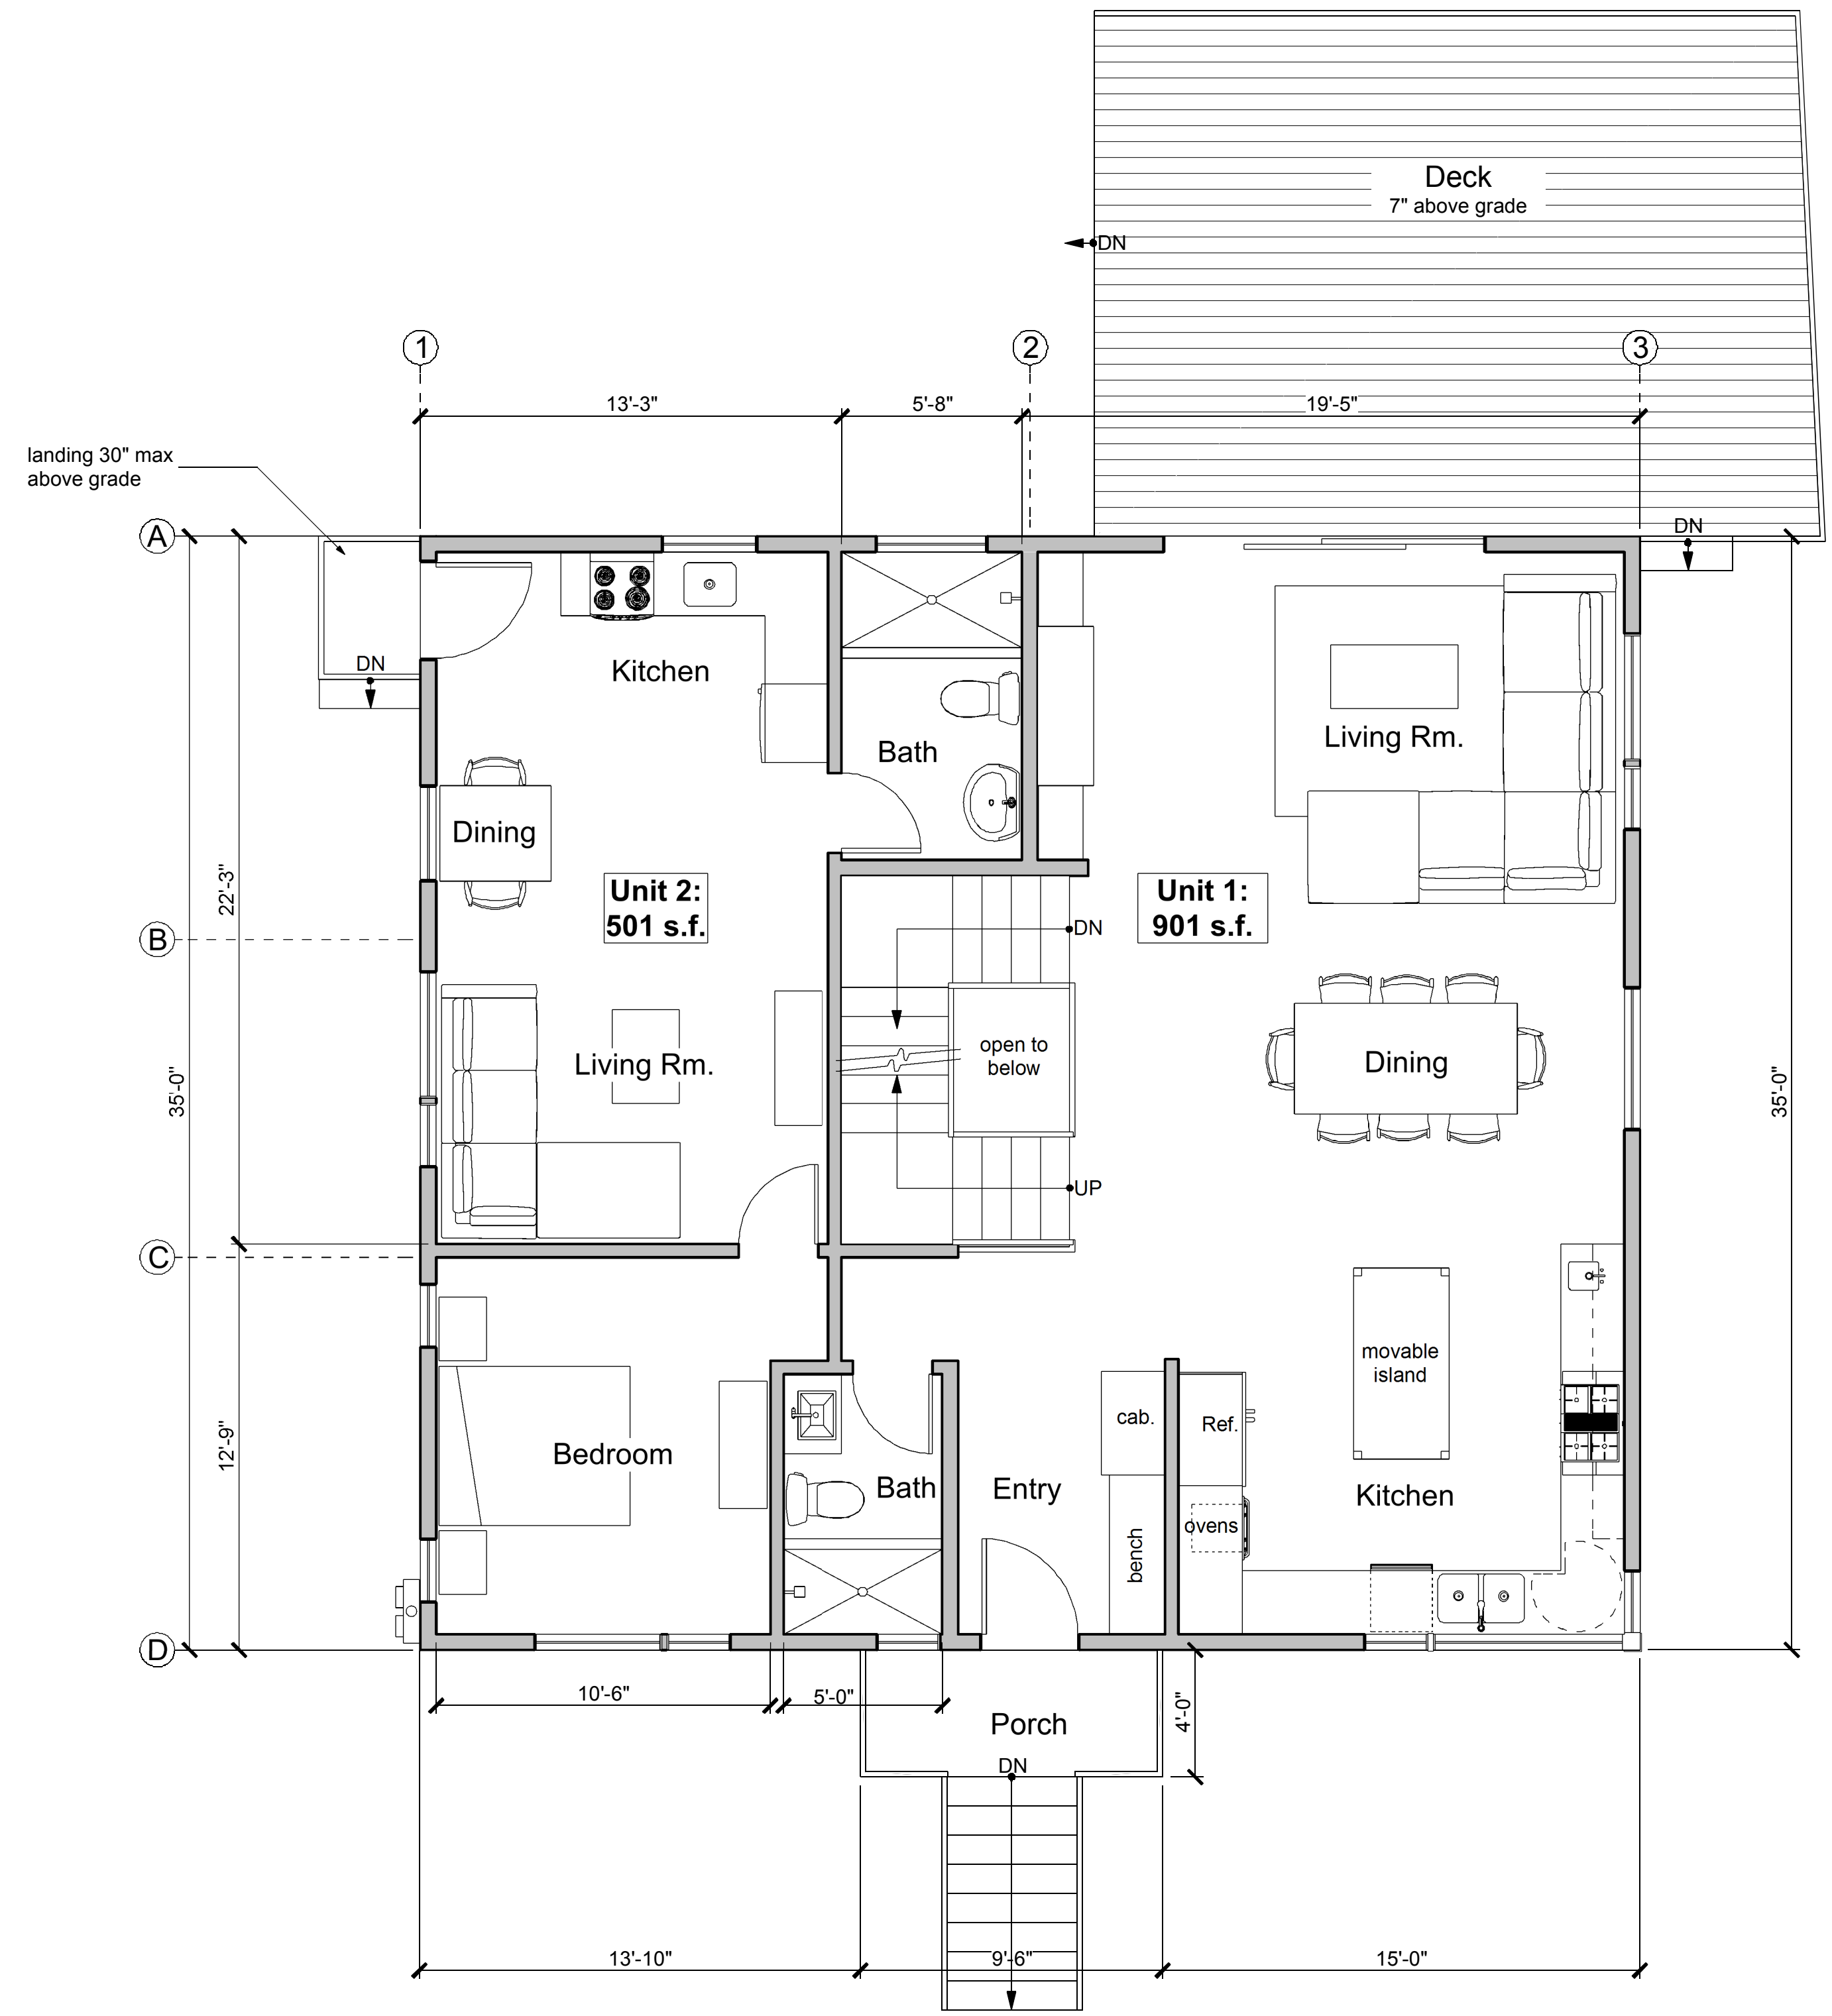 Deck
7" above grade
DN
1
2
3
13'-3"
5'-8"
19'-5"
landing 30" max
above grade
A
DN
DN
Kitchen
Living Rm.
Bath
Dining
22'-3"
Unit 2:
501 s.f.
Unit 1:
901 s.f.
B
DN
open to
below
Living Rm.
Dining
35'-0"
35'-0"
UP
C
movable
island
cab.
Ref.
12'-9"
Bedroom
Bath
Entry
Kitchen
ovens
bench
D
10'-6"
5'-0"
4'-0"
Porch
DN
13'-10"
9'-6"
15'-0"